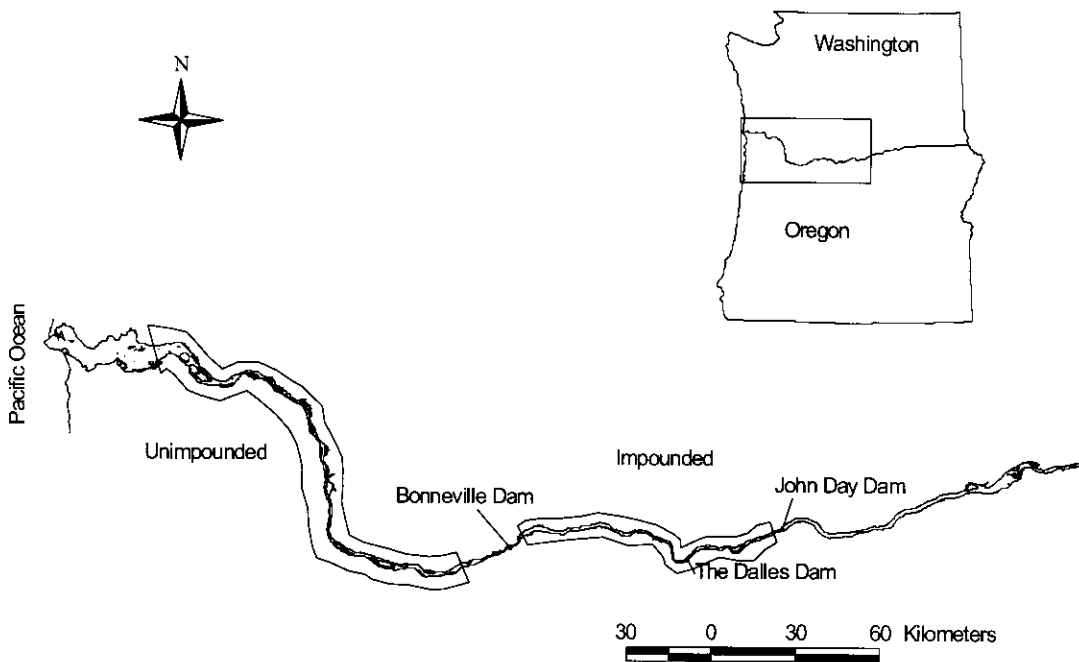 Washington
N
Oregon
Pacific Ocean
Unimpounded
Impounded
Bonneville Dam
John Day Dam
The Dalles Dam
30 0 30 60 Kilometers